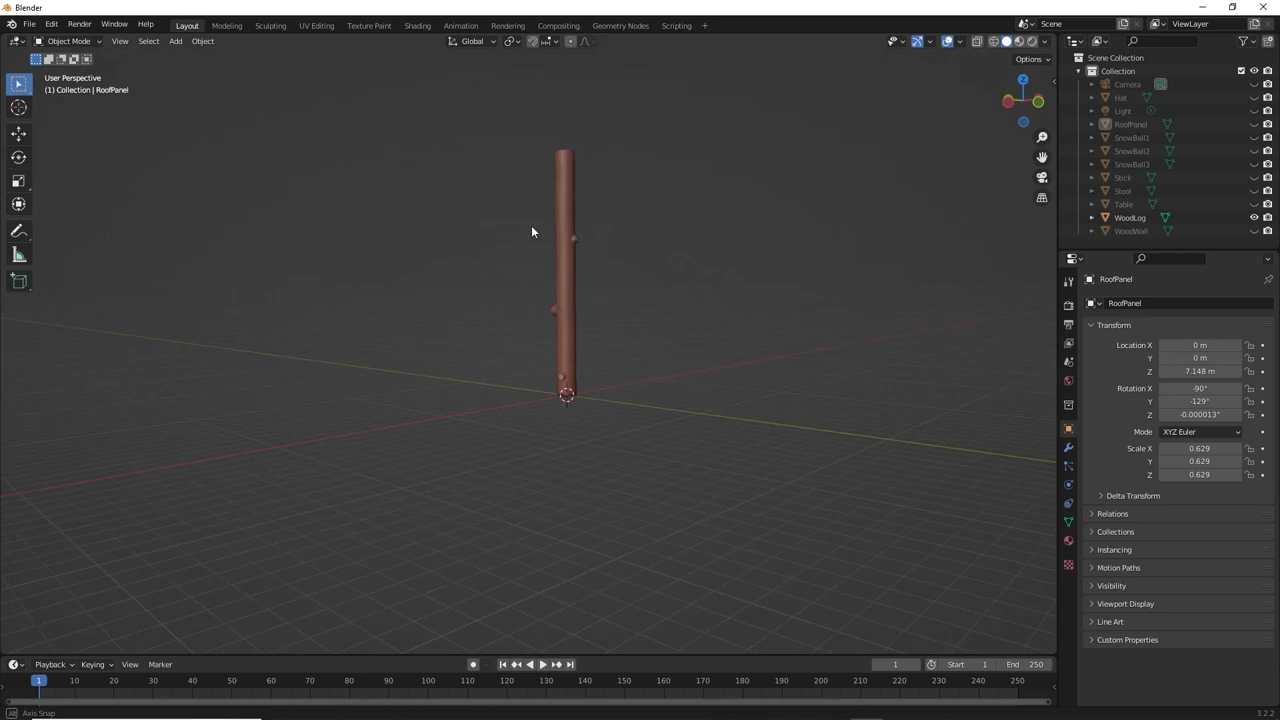 Blender
File Edit Render Window Help Layout Modeling Sculpting UV Editing Texture Paint Shading Animation Rendering Compositing Geometry Nodes Scripting + Scene ViewLayer
Object Mode View Select Add Object Global
Options
User Perspective
(1) Collection | RoofPanel
Z
Scene Collection
Collection
Camera
Hat
Light
RoofPanel
SnowBall1
SnowBall2
SnowBall3
Stick
Stool
Table
WoodLog
WoodWall
RoofPanel
RoofPanel
Transform
Location X 0 m
Y 0 m
Z 7.148 m
Rotation X -90°
Y -129°
Z -0.000013°
Mode XYZ Euler
Scale X 0.629
Y 0.629
Z 0.629
Delta Transform
Relations
Collections
Instancing
Motion Paths
Visibility
Viewport Display
Line Art
Custom Properties
Playback Keying View Marker 1 Start 1 End 250
1 10 20 30 40 50 60 70 80 90 100 110 120 130 140 150 160 170 180 190 200 210 220 230 240 250
Axis Snap 3.2.2